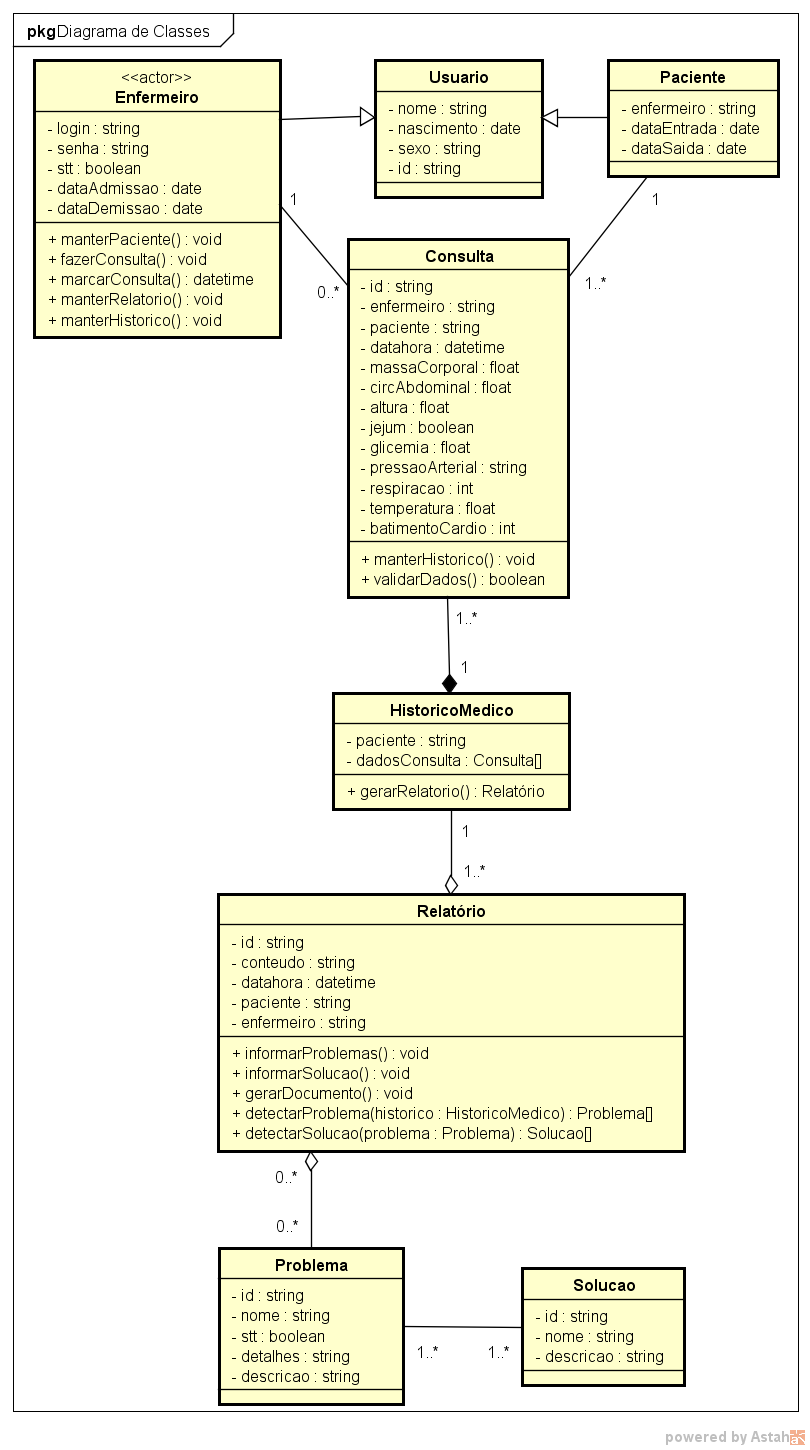 pkg Diagrama de Classes
<<actor>>
Enfermeiro
- login : string
- senha : string
- stt : boolean
- dataAdmissao : date
- dataDemissao : date
+ manterPaciente() : void
+ fazerConsulta() : void
+ marcarConsulta() : datetime
+ manterRelatorio() : void
+ manterHistorico() : void
Usuario
- nome : string
- nascimento : date
- sexo : string
- id : string
Paciente
- enfermeiro : string
- dataEntrada : date
- dataSaida : date
1
0..*
1
1..*
Consulta
- id : string
- enfermeiro : string
- paciente : string
- datahora : datetime
- massaCorporal : float
- circAbdominal : float
- altura : float
- jejum : boolean
- glicemia : float
- pressaoArterial : string
- respiracao : int
- temperatura : float
- batimentoCardio : int
+ manterHistorico() : void
+ validarDados() : boolean
1..*
1
HistoricoMedico
- paciente : string
- dadosConsulta : Consulta[]
+ gerarRelatorio() : Relatório
1
1..*
Relatório
- id : string
- conteudo : string
- datahora : datetime
- paciente : string
- enfermeiro : string
+ informarProblemas() : void
+ informarSolucao() : void
+ gerarDocumento() : void
+ detectarProblema(historico : HistoricoMedico) : Problema[]
+ detectarSolucao(problema : Problema) : Solucao[]
0..*
0..*
Problema
- id : string
- nome : string
- stt : boolean
- detalhes : string
- descricao : string
1..*
1..*
Solucao
- id : string
- nome : string
- descricao : string
powered by Astah